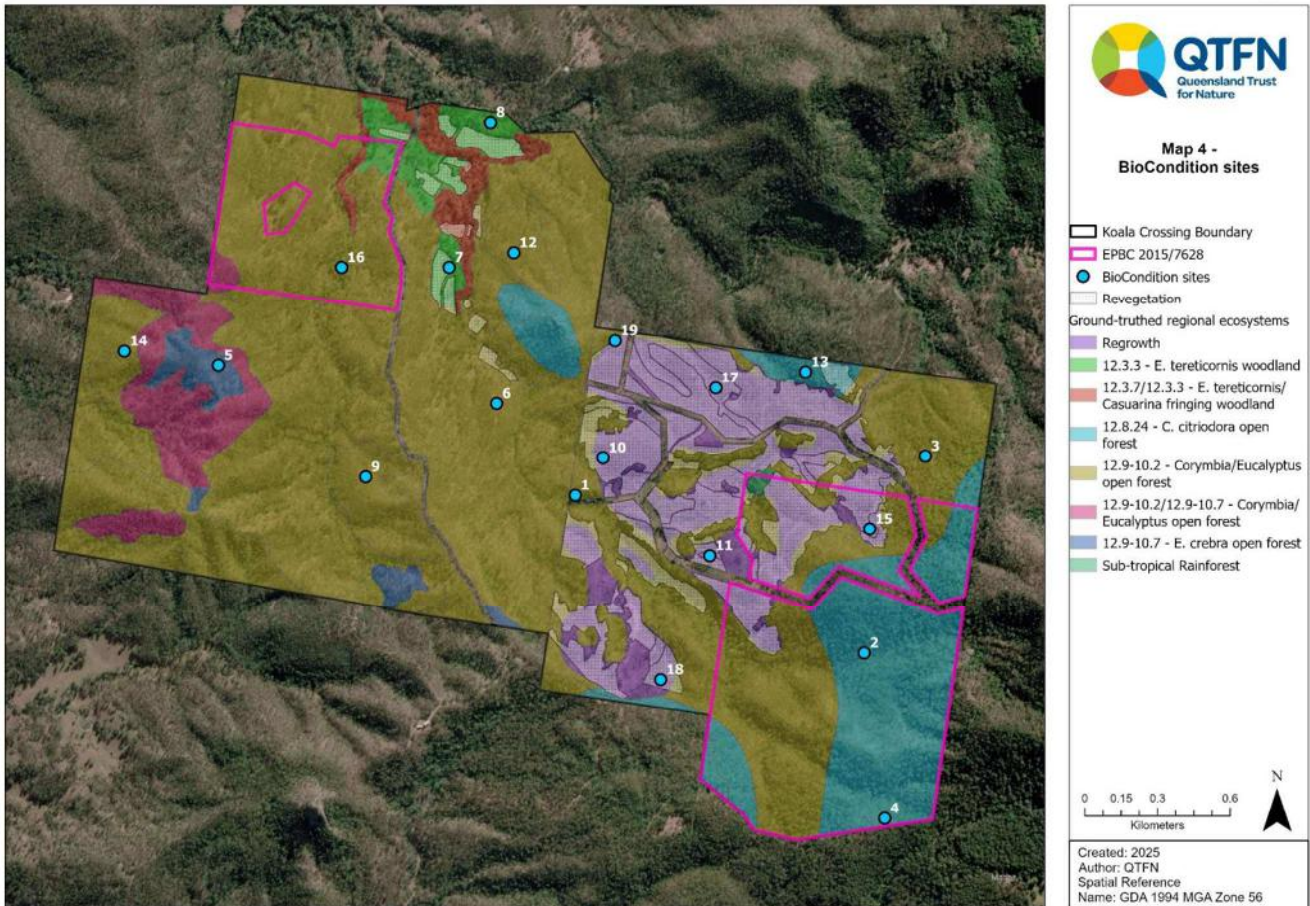 QTFN
Queensland Trust
for Nature
Map 4 -
BioCondition sites
Koala Crossing Boundary
EPBC 2015/7628
BioCondition sites
Revegetation
Ground-truthed regional ecosystems
Regrowth
12.3.3 - E. tereticornis woodland
12.3.7/12.3.3 - E. tereticornis/
Casuarina fringing woodland
12.8.24 - C. citriodora open
forest
12.9-10.2 - Corymbia/Eucalyptus
open forest
12.9-10.2/12.9-10.7 - Corymbia/
Eucalyptus open forest
12.9-10.7 - E. crebra open forest
Sub-tropical Rainforest
N
0 0.15 0.3 0.6
Kilometers
Created: 2025
Author: QTFN
Spatial Reference
Name: GDA 1994 MGA Zone 56
8
12
16
7
19
14
5
13
17
6
3
10
9
1
15
11
2
18
4